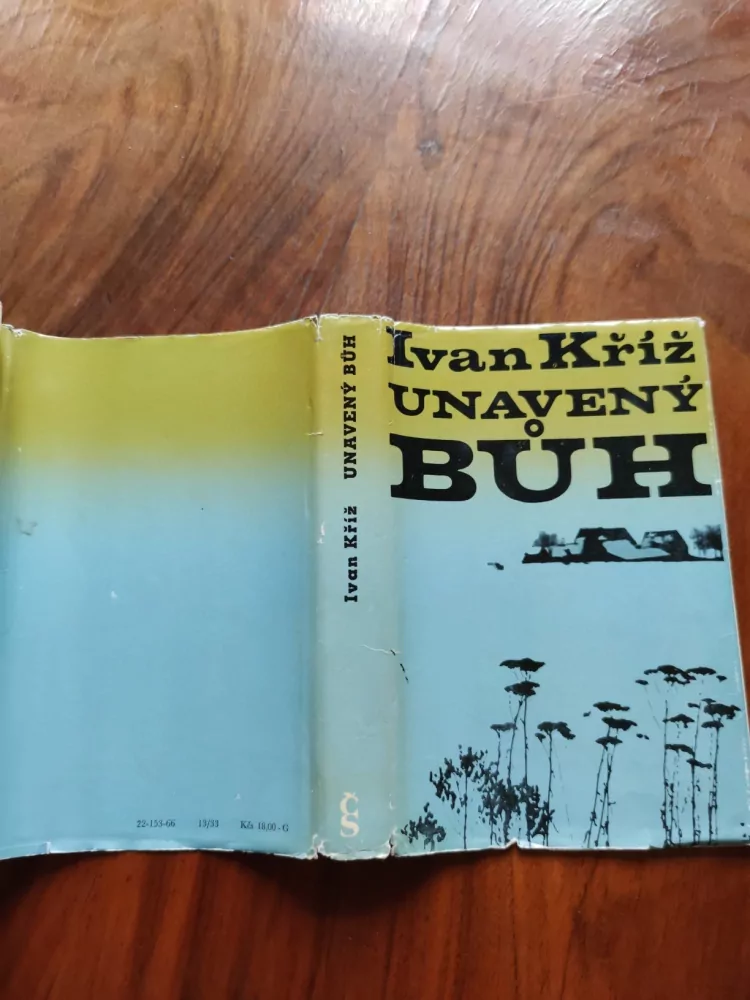 Ivan Kříž
UNAVENÝ
BŮH
Ivan Kříž UNAVENÝ BŮH
ČS
22-153-66 13/33 Kčs 18,00-G